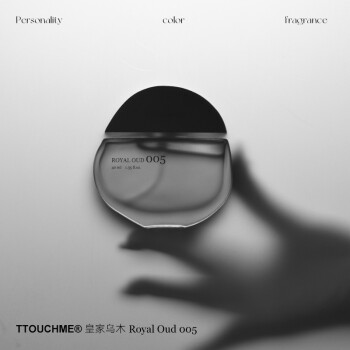 Personality color fragrance
ROYAL OUD 005
TTOUCHME® 皇家乌木 Royal Oud 005